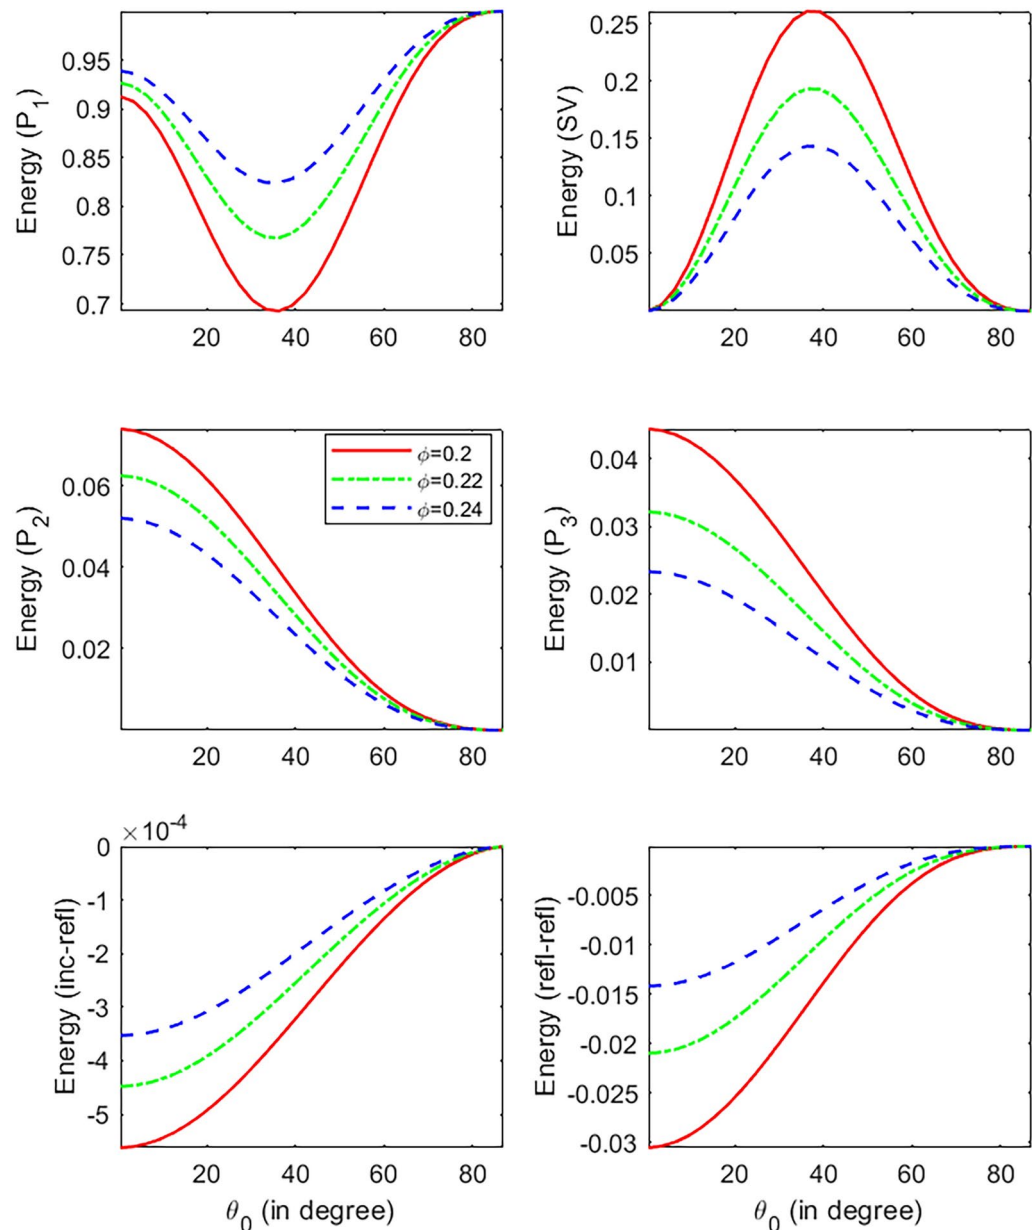 Energy (P₁)
0.95
0.9
0.85
0.8
0.75
0.7
20 40 60 80
Energy (SV)
0.25
0.2
0.15
0.1
0.05
20 40 60 80
Energy (P₂)
0.06
0.04
0.02
ϕ=0.2
ϕ=0.22
ϕ=0.24
20 40 60 80
Energy (P₃)
0.04
0.03
0.02
0.01
20 40 60 80
Energy (inc-refl)
×10⁻⁴
0
-1
-2
-3
-4
-5
20 40 60 80
θ₀ (in degree)
Energy (refl-refl)
-0.005
-0.01
-0.015
-0.02
-0.025
-0.03
20 40 60 80
θ₀ (in degree)